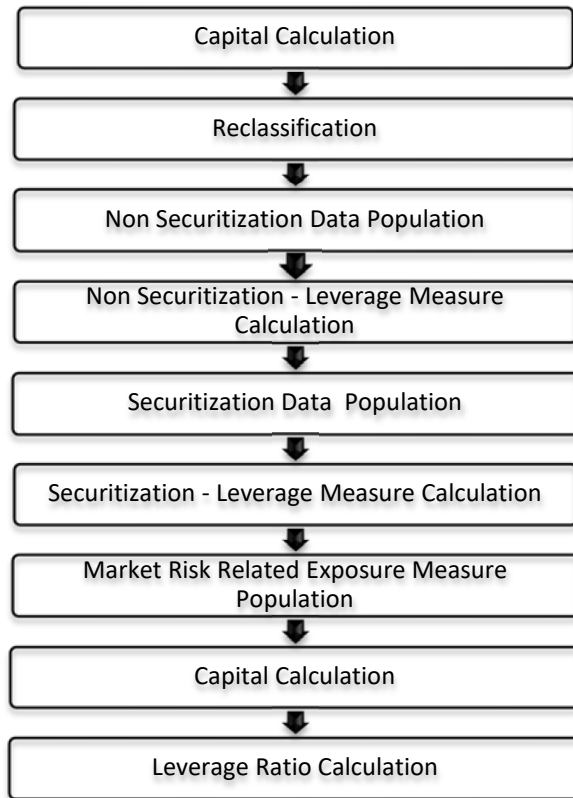 Capital Calculation
Reclassification
Non Securitization Data Population
Non Securitization - Leverage Measure
Calculation
Securitization Data  Population
Securitization - Leverage Measure Calculation
Market Risk Related Exposure Measure
Population
Capital Calculation
Leverage Ratio Calculation